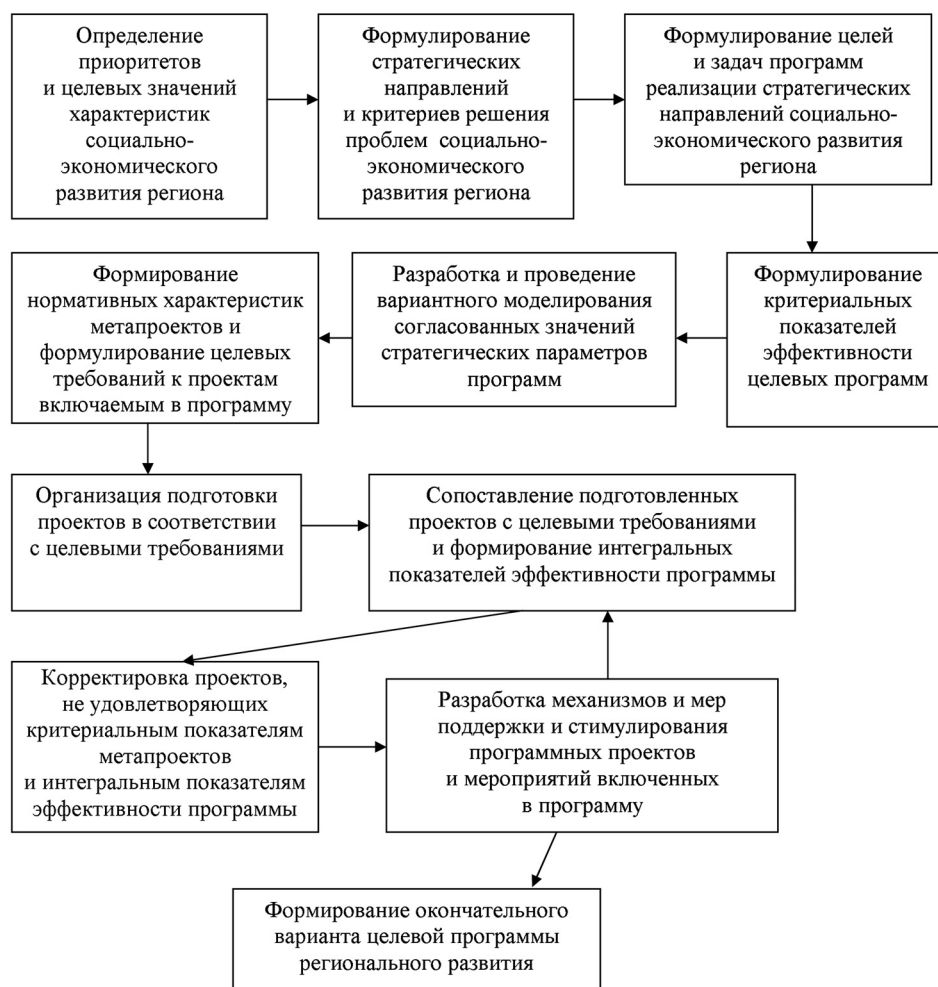 Определение
приоритетов
и целевых значений
характеристик
социально-
экономического
развития региона
Формулирование
стратегических
направлений
и критериев решения
проблем социально-
экономического
развития региона
Формулирование целей
и задач программ
реализации стратегических
направлений социально-
экономического развития
региона
Формулирование
критериальных
показателей
эффективности
целевых программ
Разработка и проведение
вариантного моделирования
согласованных значений
стратегических параметров
программ
Формирование
нормативных характеристик
метапроектов и
формулирование целевых
требований к проектам
включаемым в программу
Организация подготовки
проектов в соответствии
с целевыми требованиями
Сопоставление подготовленных
проектов с целевыми требованиями
и формирование интегральных
показателей эффективности программы
Корректировка проектов,
не удовлетворяющих
критериальным показателям
метапроектов
и интегральным показателям
эффективности программы
Разработка механизмов и мер
поддержки и стимулирования
программных проектов
и мероприятий включенных
в программу
Формирование окончательного
варианта целевой программы
регионального развития